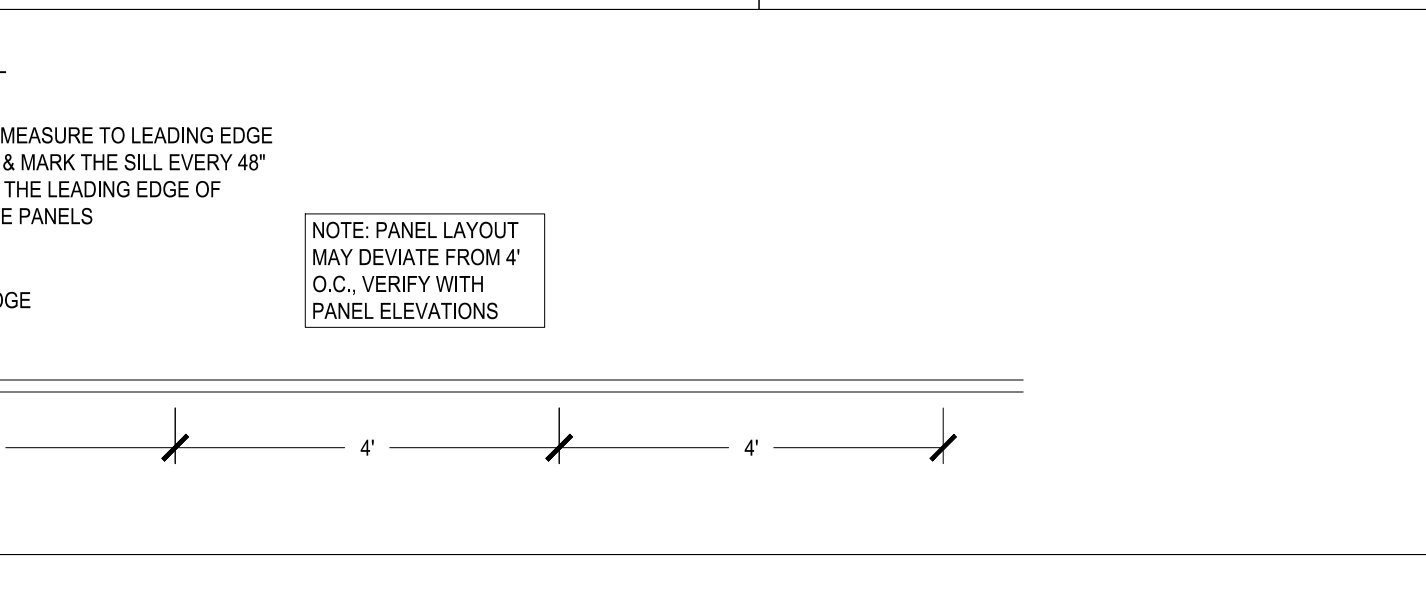 MEASURE TO LEADING EDGE
& MARK THE SILL EVERY 48"
THE LEADING EDGE OF
PANELS
NOTE: PANEL LAYOUT
MAY DEVIATE FROM 4'
O.C., VERIFY WITH
PANEL ELEVATIONS
4'
4'